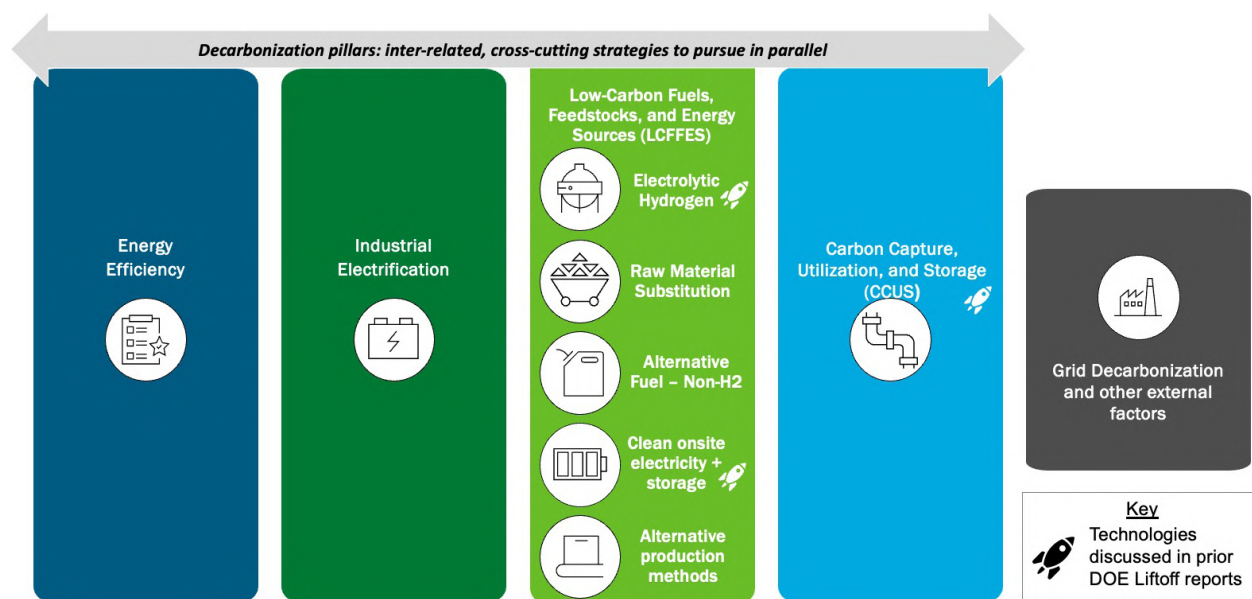 Decarbonization pillars: inter-related, cross-cutting strategies to pursue in parallel
Energy
Efficiency
Industrial
Electrification
Low-Carbon Fuels,
Feedstocks, and Energy
Sources (LCFFES)
Electrolytic
Hydrogen
Raw Material
Substitution
Alternative
Fuel – Non-H2
Clean onsite
electricity +
storage
Alternative
production
methods
Carbon Capture,
Utilization, and Storage
(CCUS)
Grid Decarbonization
and other external
factors
Key
Technologies
discussed in prior
DOE Liftoff reports